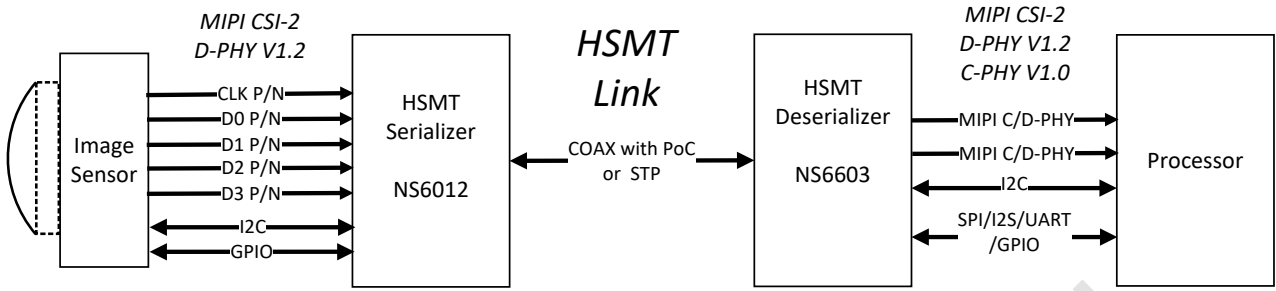 MIPI CSI-2
D-PHY V1.2
Image
Sensor
CLK P/N
D0 P/N
D1 P/N
D2 P/N
D3 P/N
I2C
GPIO
HSMT
Serializer
NS6012
HSMT
Link
COAX with PoC
or STP
HSMT
Deserializer
NS6603
MIPI CSI-2
D-PHY V1.2
C-PHY V1.0
MIPI C/D-PHY
MIPI C/D-PHY
I2C
SPI/I2S/UART
/GPIO
Processor